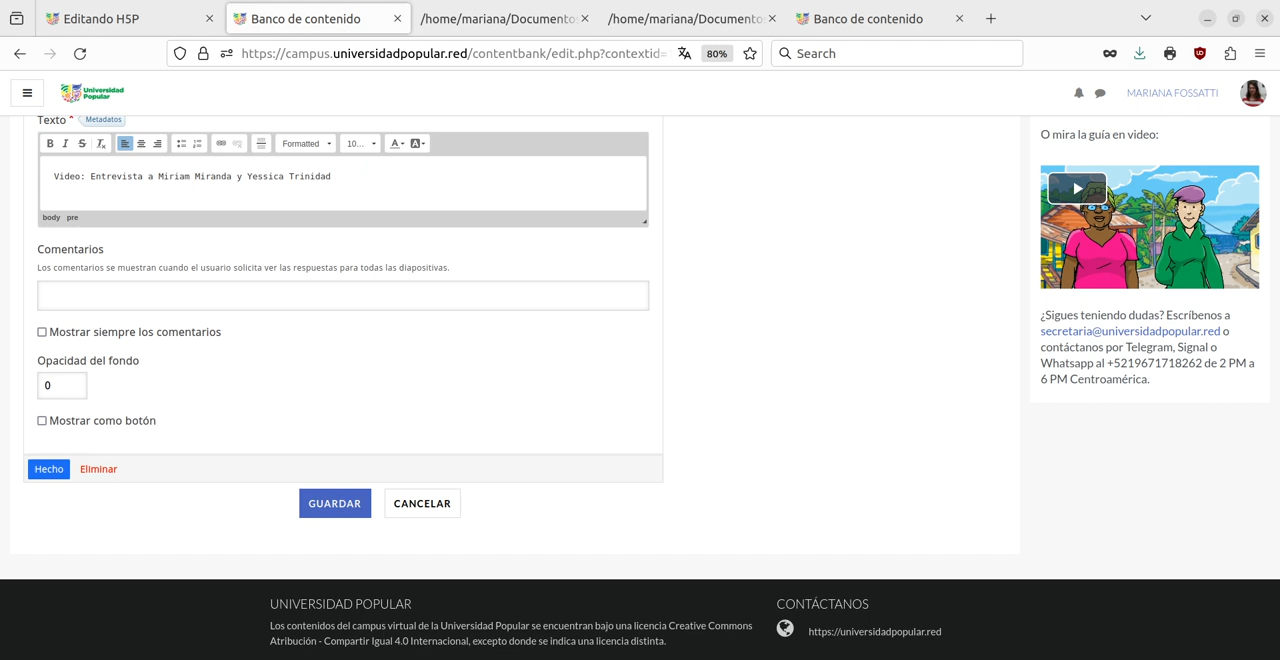 Editando H5P
Banco de contenido
/home/mariana/Documento
/home/mariana/Documento
Banco de contenido
https://campus.universidadpopular.red/contentbank/edit.php?contextid=
80%
Search
Universidad
Popular
MARIANA FOSSATTI
Texto * Metadatos
B I S Tx Formatted 10... A A
Video: Entrevista a Miriam Miranda y Yessica Trinidad
body pre
Comentarios
Los comentarios se muestran cuando el usuario solicita ver las respuestas para todas las diapositivas.
Mostrar siempre los comentarios
Opacidad del fondo
0
Mostrar como botón
Hecho Eliminar
GUARDAR CANCELAR
O mira la guía en video:
¿Sigues teniendo dudas? Escríbenos a
secretaria@universidadpopular.red o
contáctanos por Telegram, Signal o
Whatsapp al +5219671718262 de 2 PM a
6 PM Centroamérica.
UNIVERSIDAD POPULAR
Los contenidos del campus virtual de la Universidad Popular se encuentran bajo una licencia Creative Commons
Atribución - Compartir Igual 4.0 Internacional, excepto donde se indica una licencia distinta.
CONTÁCTANOS
https://universidadpopular.red